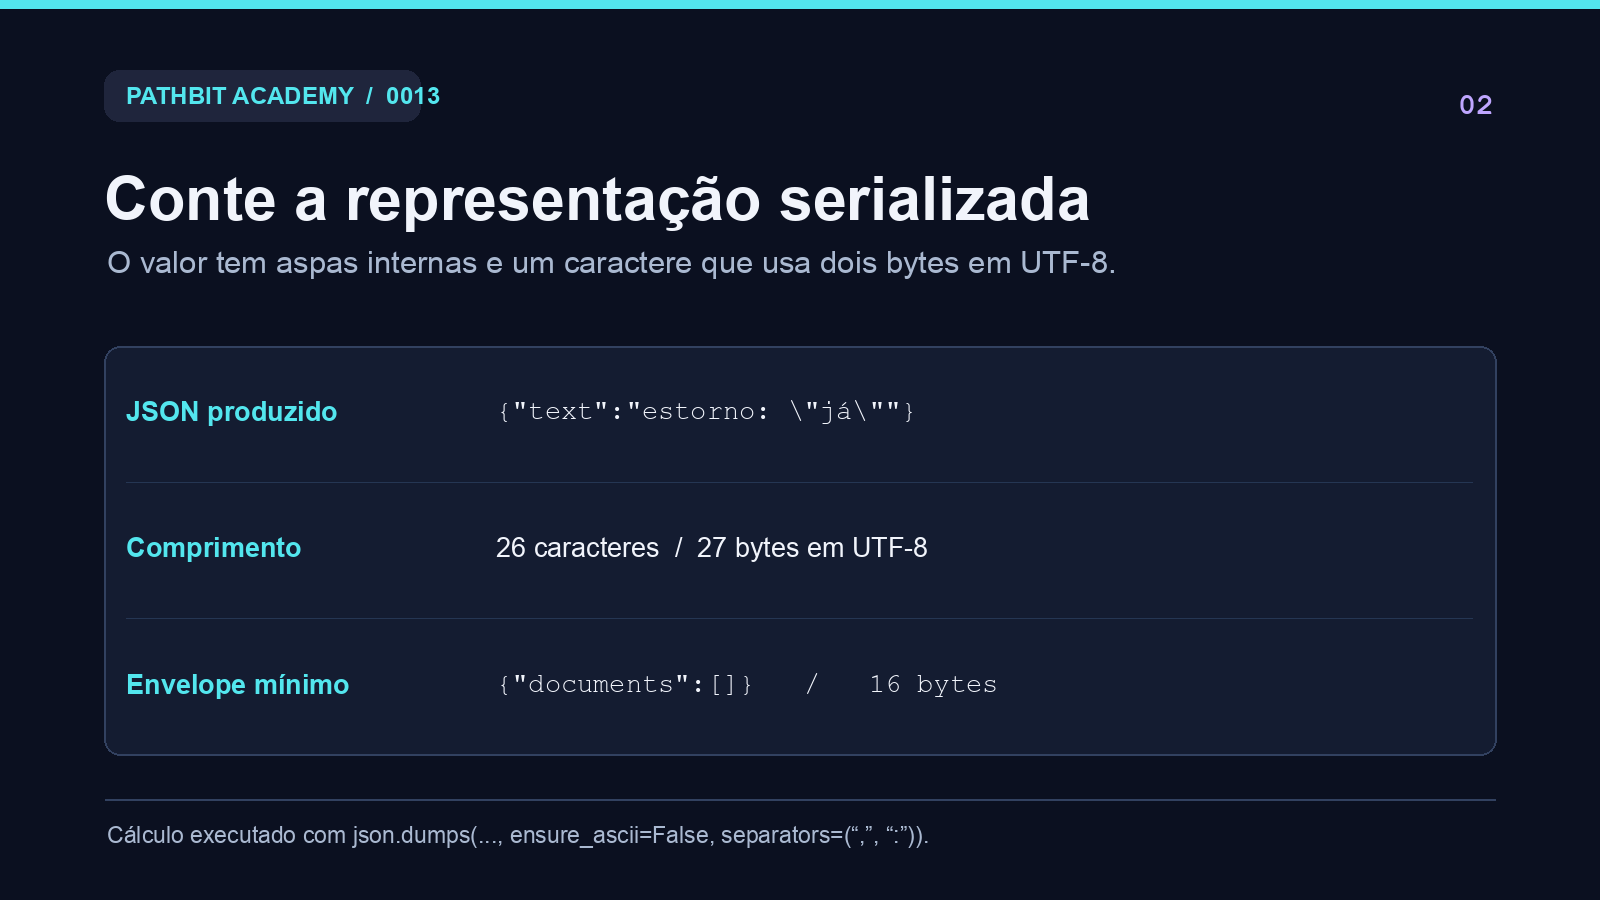 PATHBIT ACADEMY / 0013
02
Conte a representação serializada
O valor tem aspas internas e um caractere que usa dois bytes em UTF-8.
JSON produzido {"text":"estorno: \"já\""}
Comprimento 26 caracteres / 27 bytes em UTF-8
Envelope mínimo {"documents":[]} / 16 bytes
Cálculo executado com json.dumps(..., ensure_ascii=False, separators=(“,”, “:”)).